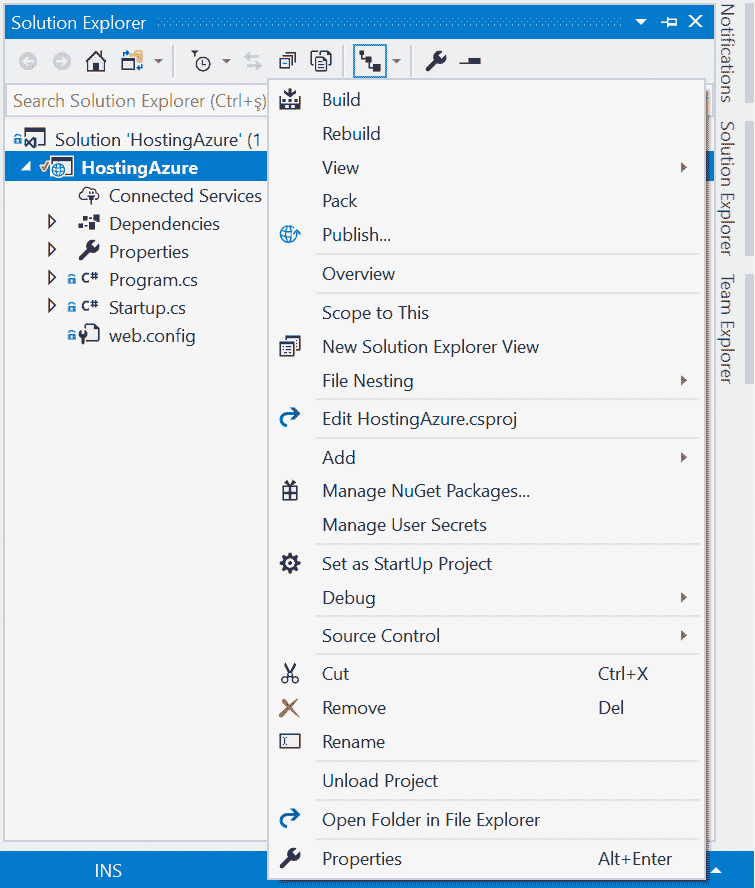 Solution Explorer
Search Solution Explorer (Ctrl+ş)
Solution 'HostingAzure' (1
HostingAzure
Connected Services
Dependencies
Properties
C# Program.cs
C# Startup.cs
web.config
Build
Rebuild
View
Pack
Publish...
Overview
Scope to This
New Solution Explorer View
File Nesting
Edit HostingAzure.csproj
Add
Manage NuGet Packages...
Manage User Secrets
Set as StartUp Project
Debug
Source Control
Cut Ctrl+X
Remove Del
Rename
Unload Project
Open Folder in File Explorer
Properties Alt+Enter
Notifications
Solution Explorer
Team Explorer
INS